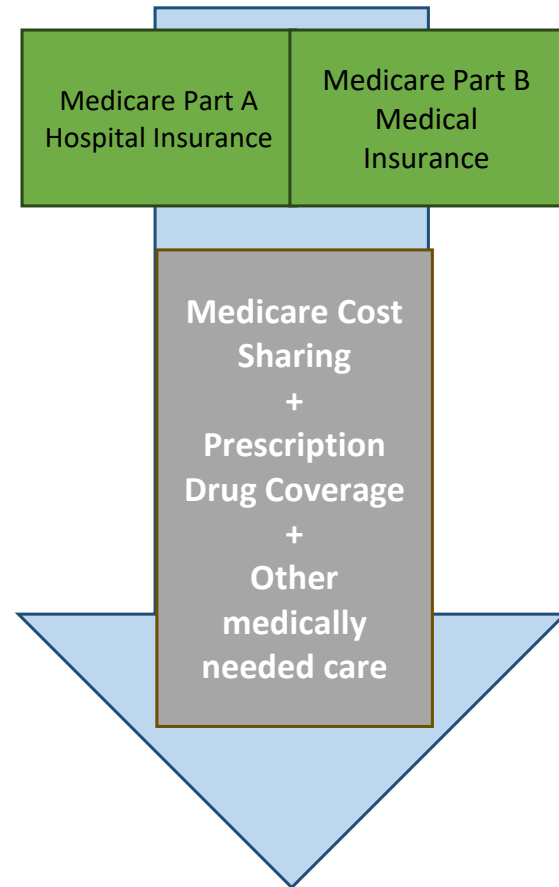 Medicare Part A
Hospital Insurance
Medicare Part B
Medical
Insurance
Medicare Cost
Sharing
+
Prescription
Drug Coverage
+
Other
medically
needed care